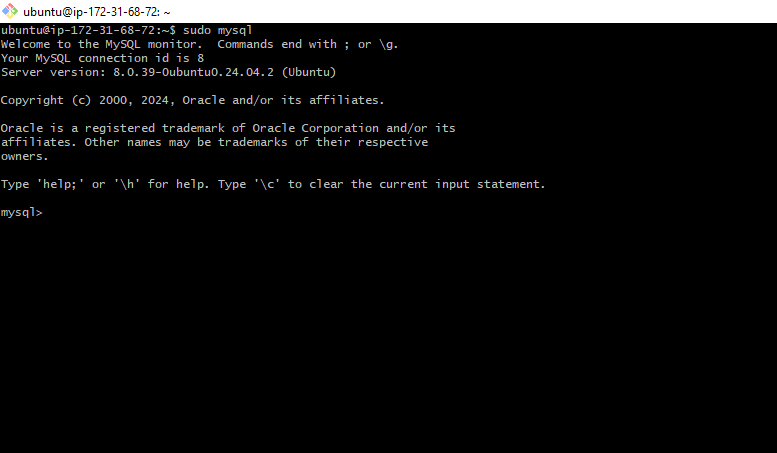 ubuntu@ip-172-31-68-72: ~
ubuntu@ip-172-31-68-72:~$ sudo mysql
Welcome to the MySQL monitor.  Commands end with ; or \g.
Your MySQL connection id is 8
Server version: 8.0.39-0ubuntu0.24.04.2 (Ubuntu)
Copyright (c) 2000, 2024, Oracle and/or its affiliates.
Oracle is a registered trademark of Oracle Corporation and/or its
affiliates. Other names may be trademarks of their respective
owners.
Type 'help;' or '\h' for help. Type '\c' to clear the current input statement.
mysql>